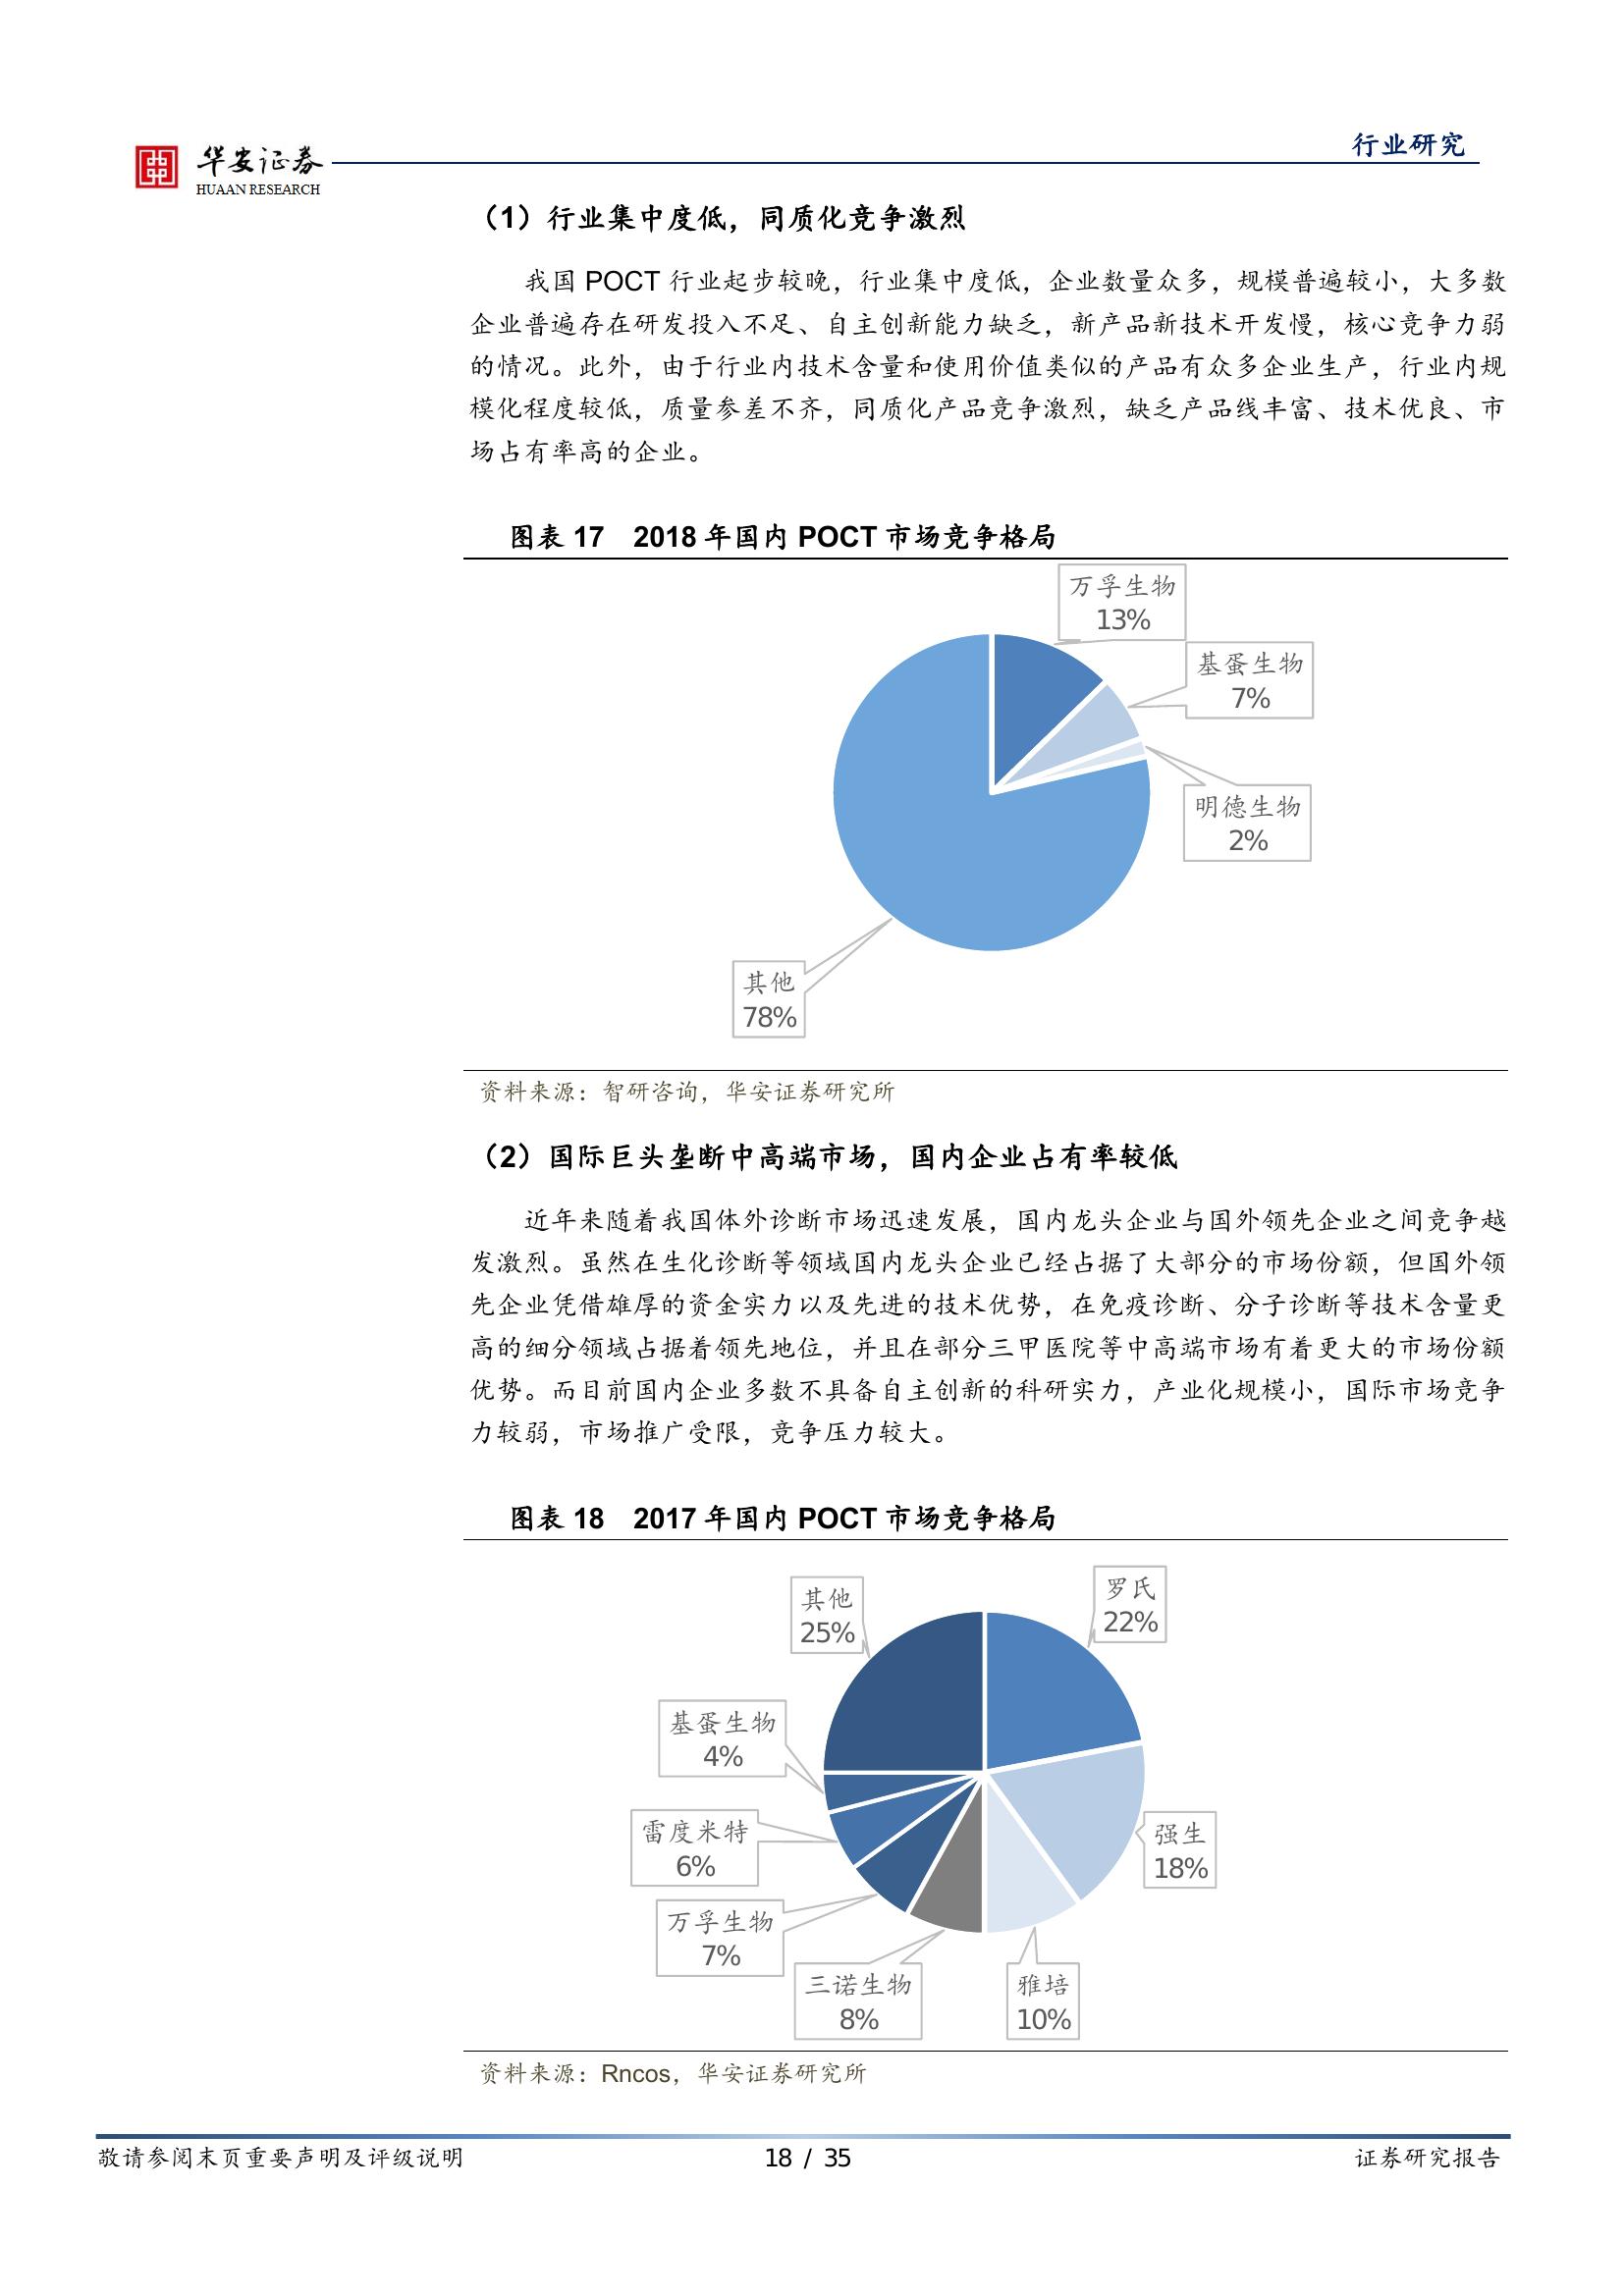 华安证券
HUAAN RESEARCH
行业研究
（1）行业集中度低，同质化竞争激烈
我国 POCT 行业起步较晚，行业集中度低，企业数量众多，规模普遍较小，大多数
企业普遍存在研发投入不足、自主创新能力缺乏，新产品新技术开发慢，核心竞争力弱
的情况。此外，由于行业内技术含量和使用价值类似的产品有众多企业生产，行业内规
模化程度较低，质量参差不齐，同质化产品竞争激烈，缺乏产品线丰富、技术优良、市
场占有率高的企业。
图表 17 2018 年国内 POCT 市场竞争格局
万孚生物
13%
基蛋生物
7%
明德生物
2%
其他
78%
资料来源：智研咨询，华安证券研究所
（2）国际巨头垄断中高端市场，国内企业占有率较低
近年来随着我国体外诊断市场迅速发展，国内龙头企业与国外领先企业之间竞争越
发激烈。虽然在生化诊断等领域国内龙头企业已经占据了大部分的市场份额，但国外领
先企业凭借雄厚的资金实力以及先进的技术优势，在免疫诊断、分子诊断等技术含量更
高的细分领域占据着领先地位，并且在部分三甲医院等中高端市场有着更大的市场份额
优势。而目前国内企业多数不具备自主创新的科研实力，产业化规模小，国际市场竞争
力较弱，市场推广受限，竞争压力较大。
图表 18 2017 年国内 POCT 市场竞争格局
罗氏
22%
强生
18%
雅培
10%
三诺生物
8%
万孚生物
7%
雷度米特
6%
基蛋生物
4%
其他
25%
资料来源：Rncos，华安证券研究所
敬请参阅末页重要声明及评级说明
18 / 35
证券研究报告